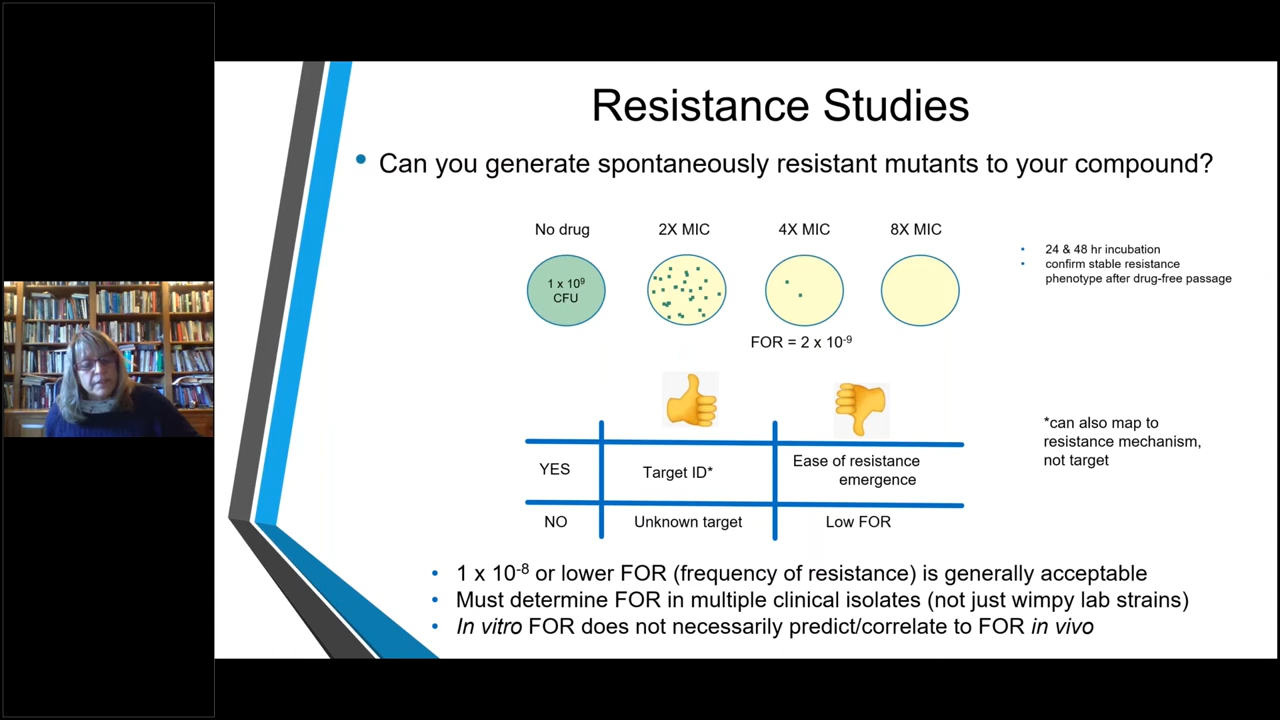 Resistance Studies
• Can you generate spontaneously resistant mutants to your compound?
No drug
2X MIC
4X MIC
8X MIC
1 x 10⁹
CFU
FOR = 2 x 10⁻⁹
• 24 & 48 hr incubation
• confirm stable resistance
phenotype after drug-free passage
YES
Target ID*
Ease of resistance
emergence
NO
Unknown target
Low FOR
*can also map to
resistance mechanism,
not target
• 1 x 10⁻⁸ or lower FOR (frequency of resistance) is generally acceptable
• Must determine FOR in multiple clinical isolates (not just wimpy lab strains)
• In vitro FOR does not necessarily predict/correlate to FOR in vivo